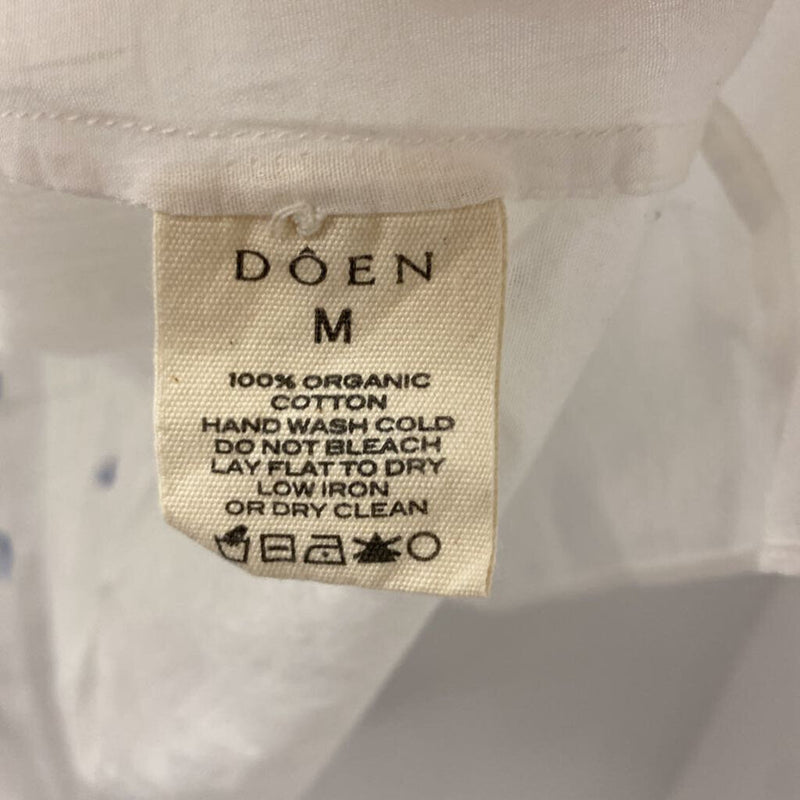 DÔEN
M
100% ORGANIC
COTTON
HAND WASH COLD
DO NOT BLEACH
LAY FLAT TO DRY
LOW IRON
OR DRY CLEAN